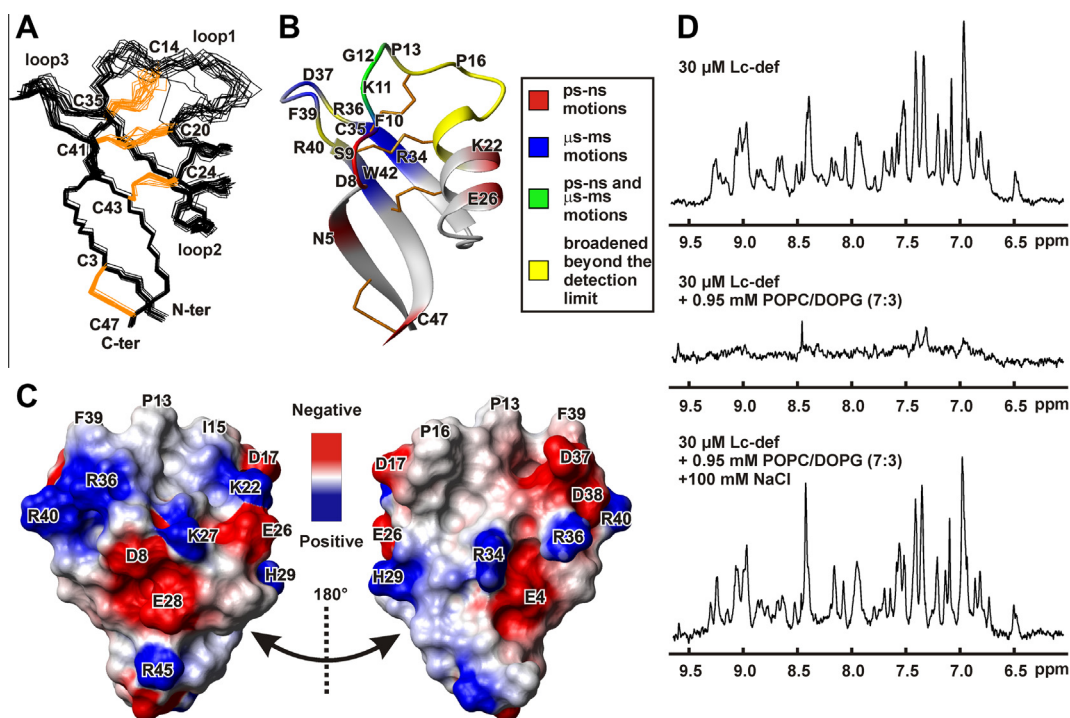 A
loop3
C14
loop1
C35
C20
C41
C24
C43
loop2
C3
N-ter
C47
C-ter
B
G12
P13
P16
D37
K11
R36
F10
F39
C35
R40
S9
R34
K22
D8
W42
E26
N5
C47
ps-ns
motions
μs-ms
motions
ps-ns and
μs-ms
motions
broadened
beyond the
detection
limit
C
P13
F39
I15
D17
R36
K22
R40
K27
E26
D8
H29
E28
R45
Negative
Positive
180°
P13
F39
P16
D17
D37
D38
R40
E26
R36
R34
H29
E4
D
30 μM Lc-def
9.5 9.0 8.5 8.0 7.5 7.0 6.5 ppm
30 μM Lc-def
+ 0.95 mM POPC/DOPG (7:3)
9.5 9.0 8.5 8.0 7.5 7.0 6.5 ppm
30 μM Lc-def
+ 0.95 mM POPC/DOPG (7:3)
+100 mM NaCl
9.5 9.0 8.5 8.0 7.5 7.0 6.5 ppm